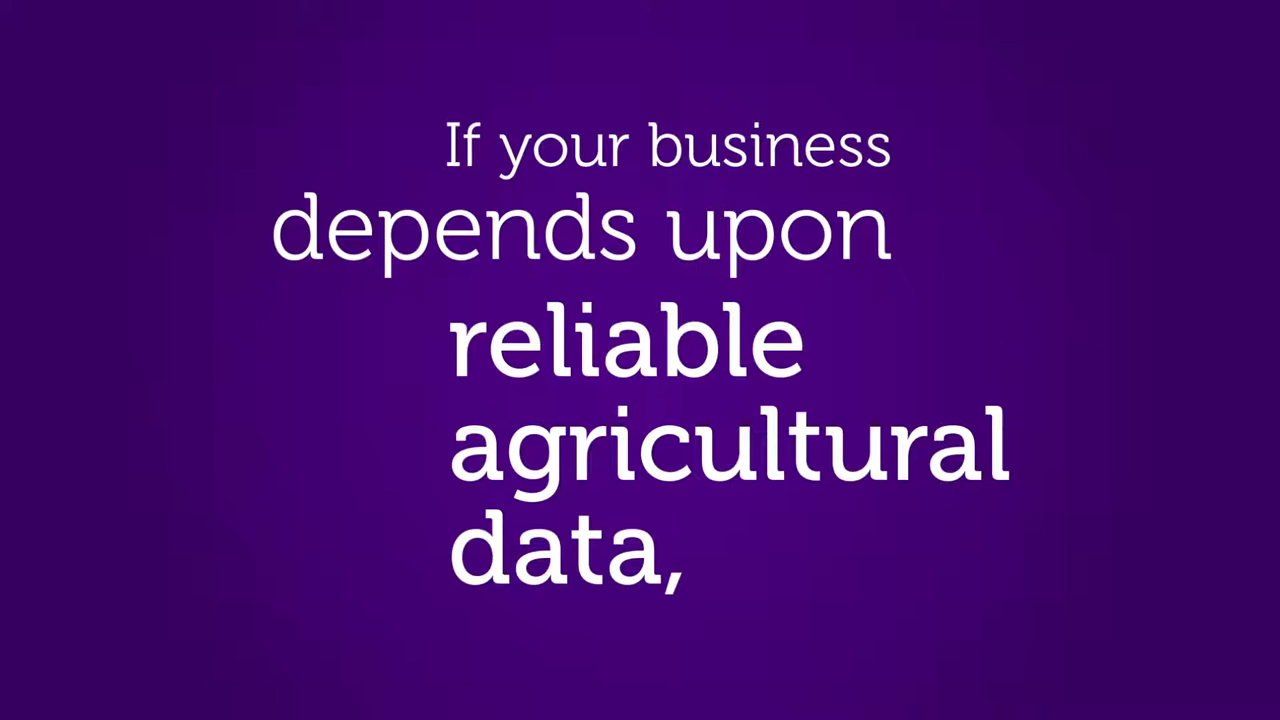 If your business
depends upon
reliable
agricultural
data,